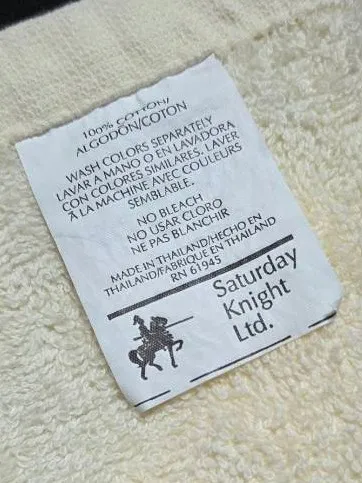 100% COTTON/
ALGODÓN/COTON
WASH COLORS SEPARATELY
LAVAR A MANO O EN LAVADORA
CON COLORES SIMILARES. LAVER
À LA MACHINE AVEC COULEURS
SEMBLABLE.
NO BLEACH
NO USAR CLORO
NE PAS BLANCHIR
MADE IN THAILAND/HECHO EN
THAILAND/FABRIQUE EN THAILAND
RN 61945
Saturday
Knight
Ltd.